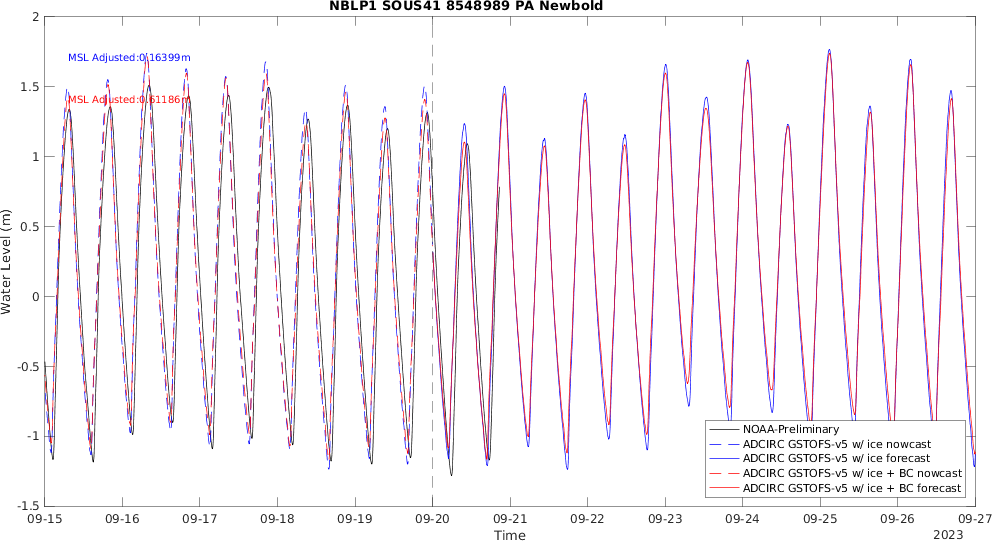 NBLP1 SOUS41 8548989 PA Newbold
2
1.5
1
0.5
0
-0.5
-1
-1.5
Water Level (m)
MSL Adjusted:0.16399m
MSL Adjusted:0.61186m
NOAA-Preliminary
ADCIRC GSTOFS-v5 w/ ice nowcast
ADCIRC GSTOFS-v5 w/ ice forecast
ADCIRC GSTOFS-v5 w/ ice + BC nowcast
ADCIRC GSTOFS-v5 w/ ice + BC forecast
09-15 09-16 09-17 09-18 09-19 09-20 09-21 09-22 09-23 09-24 09-25 09-26 09-27
Time
2023